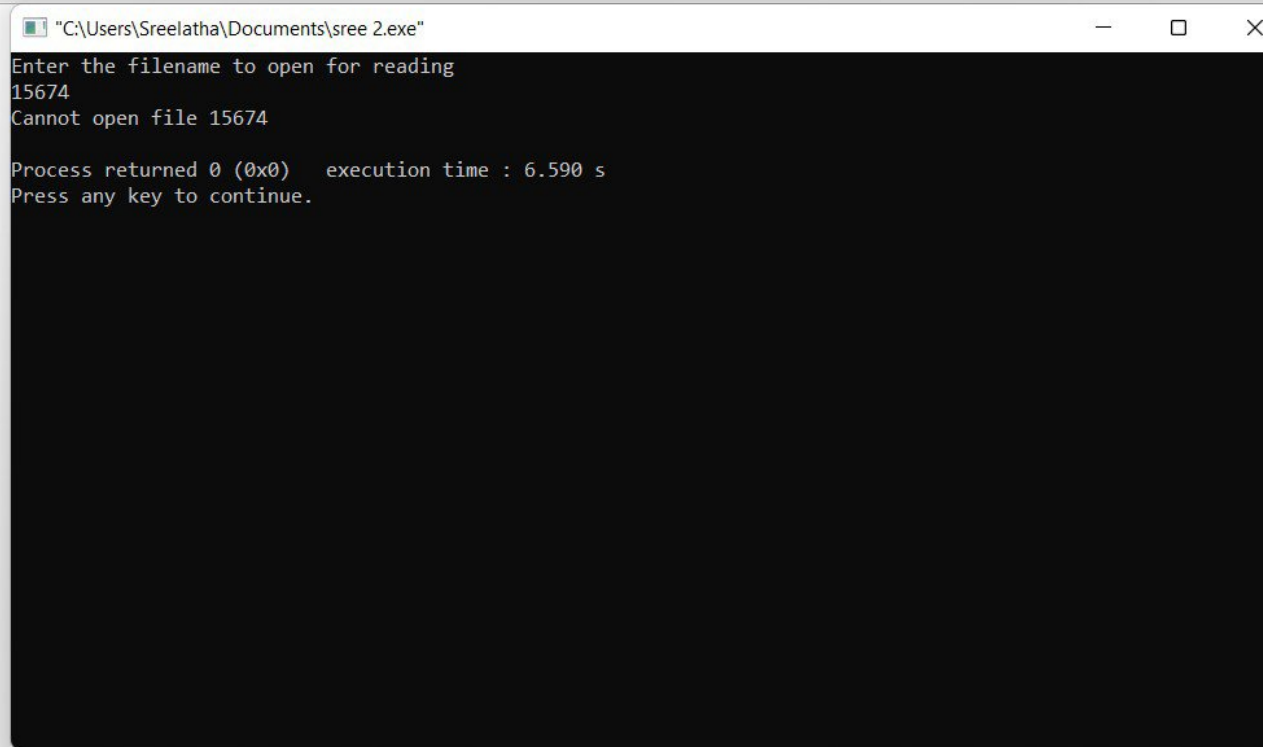 "C:\Users\Sreelatha\Documents\sree 2.exe"
Enter the filename to open for reading
15674
Cannot open file 15674
Process returned 0 (0x0)   execution time : 6.590 s
Press any key to continue.